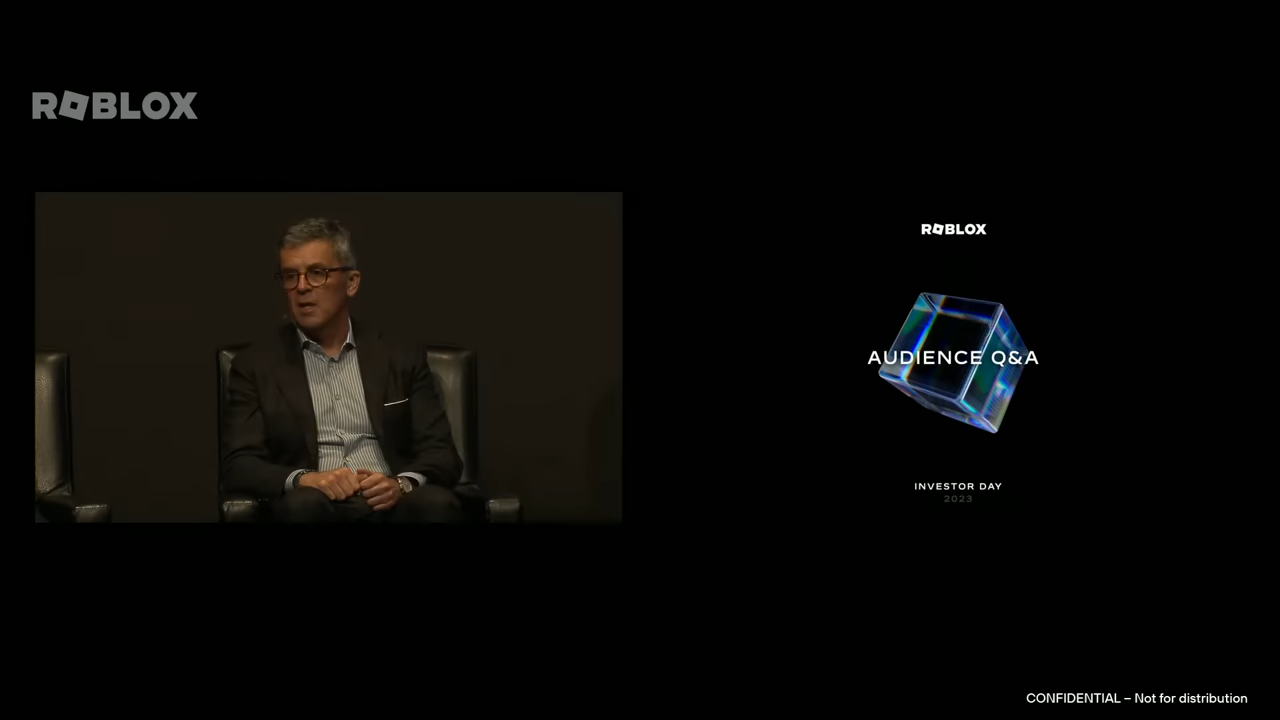 ROBLOX
ROBLOX
AUDIENCE Q&A
INVESTOR DAY
2023
CONFIDENTIAL – Not for distribution